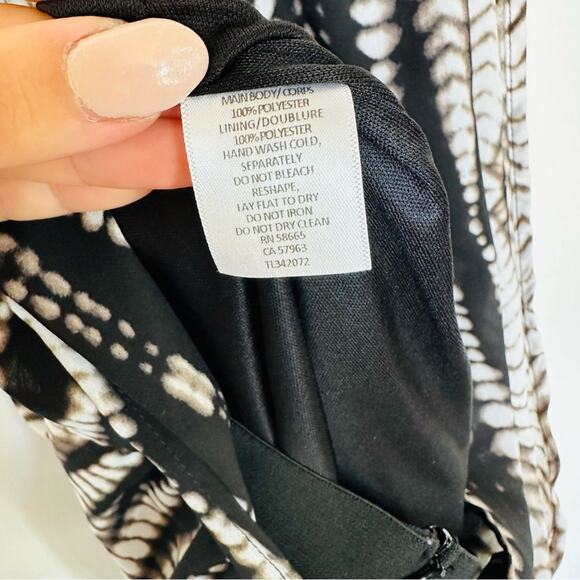 MAIN BODY/ CORPS
100% POLYESTER
LINING/DOUBLURE
100% POLYESTER
HAND WASH COLD,
SEPARATELY
DO NOT BLEACH
RESHAPE,
LAY FLAT TO DRY
DO NOT IRON
DO NOT DRY CLEAN
RN 58665
CA 57963
TL342072